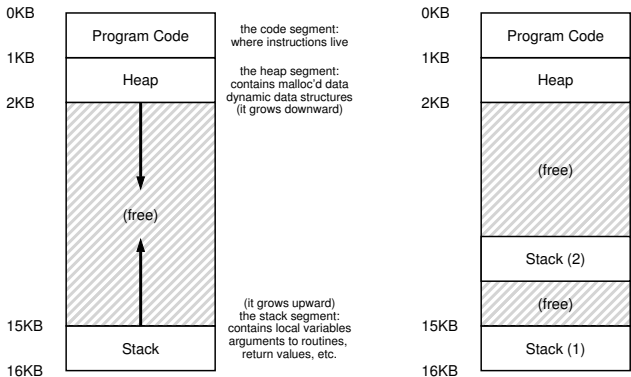 0KB
Program Code
the code segment:
where instructions live
1KB
Heap
the heap segment:
contains malloc'd data
dynamic data structures
(it grows downward)
2KB
(free)
(it grows upward)
the stack segment:
contains local variables
arguments to routines,
return values, etc.
15KB
Stack
16KB
0KB
Program Code
1KB
Heap
2KB
(free)
Stack (2)
(free)
15KB
Stack (1)
16KB